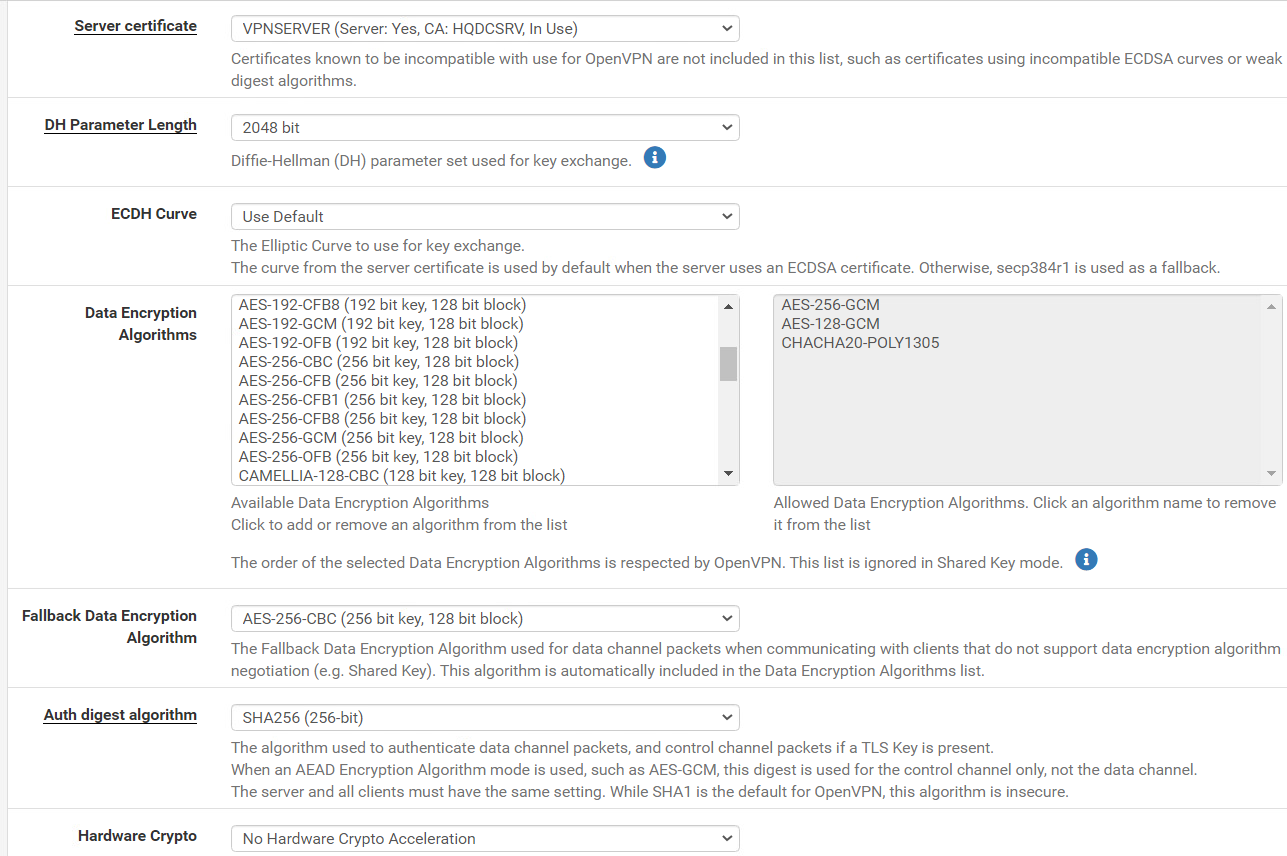 Server certificate
VPNSERVER (Server: Yes, CA: HQDCSRV, In Use)
Certificates known to be incompatible with use for OpenVPN are not included in this list, such as certificates using incompatible ECDSA curves or weak
digest algorithms.
DH Parameter Length
2048 bit
Diffie-Hellman (DH) parameter set used for key exchange.
ECDH Curve
Use Default
The Elliptic Curve to use for key exchange.
The curve from the server certificate is used by default when the server uses an ECDSA certificate. Otherwise, secp384r1 is used as a fallback.
Data Encryption
Algorithms
AES-192-CFB8 (192 bit key, 128 bit block)
AES-192-GCM (192 bit key, 128 bit block)
AES-192-OFB (192 bit key, 128 bit block)
AES-256-CBC (256 bit key, 128 bit block)
AES-256-CFB (256 bit key, 128 bit block)
AES-256-CFB1 (256 bit key, 128 bit block)
AES-256-CFB8 (256 bit key, 128 bit block)
AES-256-GCM (256 bit key, 128 bit block)
AES-256-OFB (256 bit key, 128 bit block)
CAMELLIA-128-CBC (128 bit key, 128 bit block)
Available Data Encryption Algorithms
Click to add or remove an algorithm from the list
AES-256-GCM
AES-128-GCM
CHACHA20-POLY1305
Allowed Data Encryption Algorithms. Click an algorithm name to remove
it from the list
The order of the selected Data Encryption Algorithms is respected by OpenVPN. This list is ignored in Shared Key mode.
Fallback Data Encryption
Algorithm
AES-256-CBC (256 bit key, 128 bit block)
The Fallback Data Encryption Algorithm used for data channel packets when communicating with clients that do not support data encryption algorithm
negotiation (e.g. Shared Key). This algorithm is automatically included in the Data Encryption Algorithms list.
Auth digest algorithm
SHA256 (256-bit)
The algorithm used to authenticate data channel packets, and control channel packets if a TLS Key is present.
When an AEAD Encryption Algorithm mode is used, such as AES-GCM, this digest is used for the control channel only, not the data channel.
The server and all clients must have the same setting. While SHA1 is the default for OpenVPN, this algorithm is insecure.
Hardware Crypto
No Hardware Crypto Acceleration